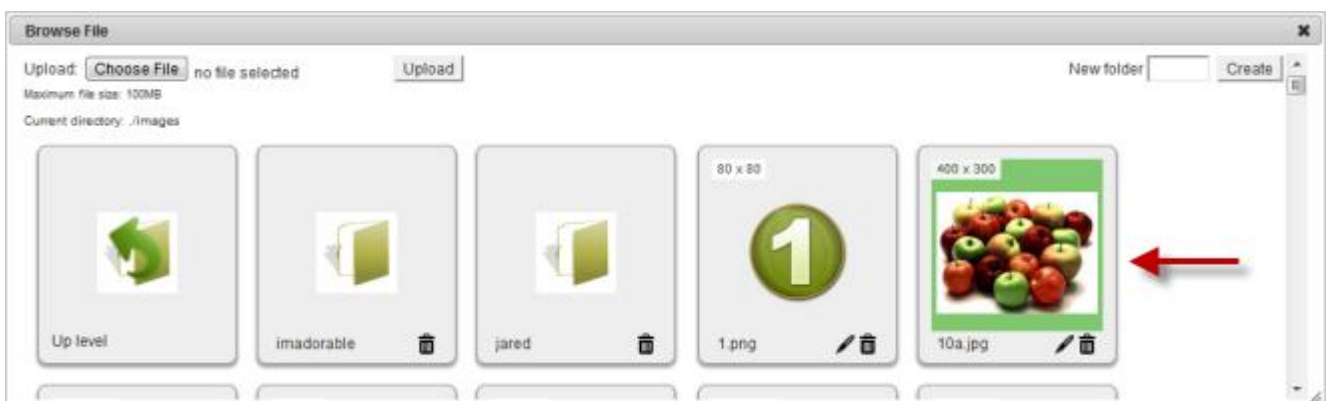 Browse File
Upload: Choose File no file selected Upload New folder Create
Maximum file size: 100MB
Current directory: ./images
80 x 80 400 x 300
1
Up level imadorable jared 1.png 10a.jpg